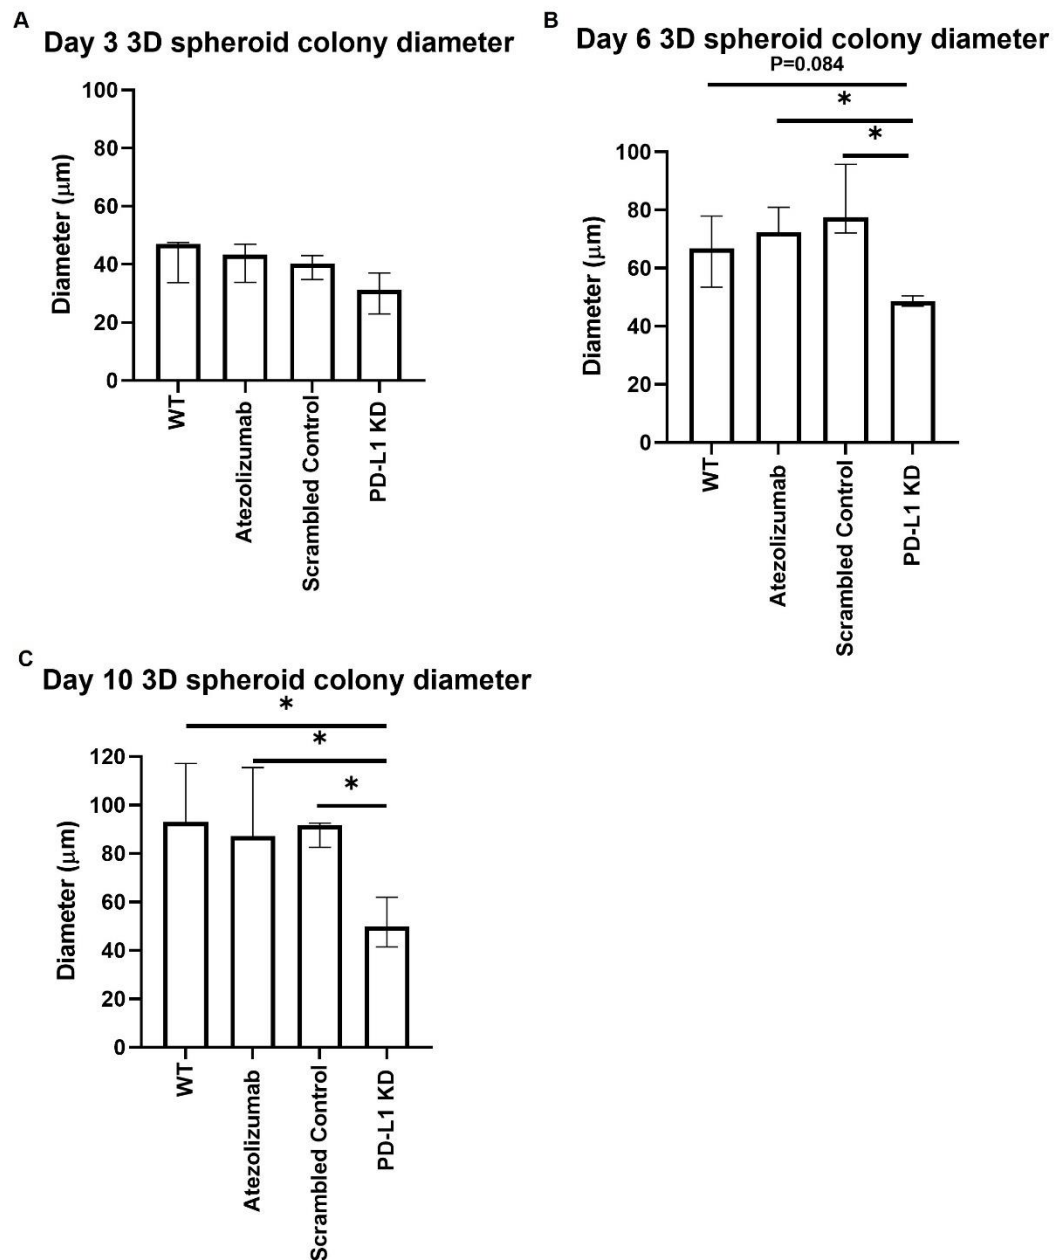 A
Day 3 3D spheroid colony diameter
Diameter (μm)
100
80
60
40
20
0
WT
Atezolizumab
Scrambled Control
PD-L1 KD
B
Day 6 3D spheroid colony diameter
P=0.084
*
*
Diameter (μm)
100
80
60
40
20
0
WT
Atezolizumab
Scrambled Control
PD-L1 KD
C
Day 10 3D spheroid colony diameter
*
*
*
Diameter (μm)
120
100
80
60
40
20
0
WT
Atezolizumab
Scrambled Control
PD-L1 KD